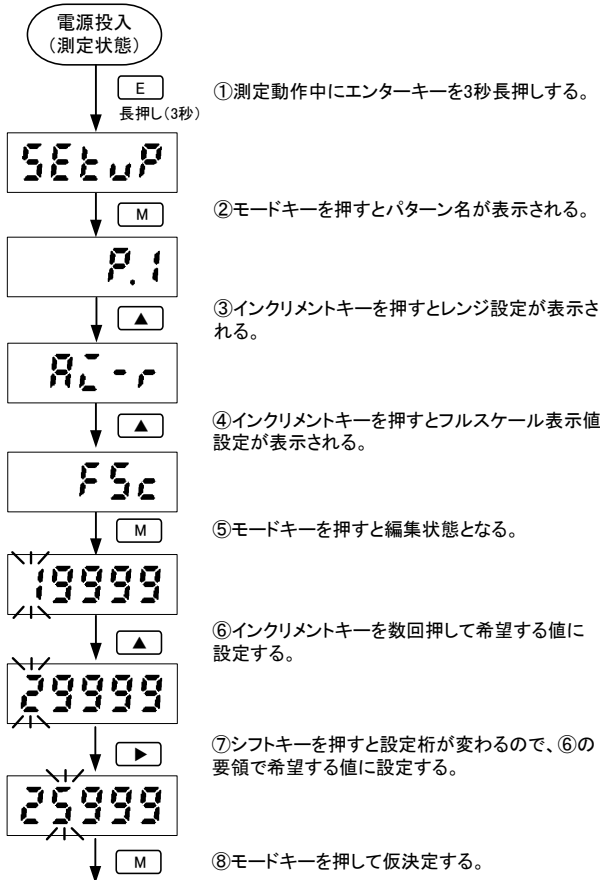 電源投入
(測定状態)
E
長押し(3秒)
①測定動作中にエンターキーを3秒長押しする。
SEtuP
M
②モードキーを押すとパターン名が表示される。
P.1
▲
③インクリメントキーを押すとレンジ設定が表示さ
れる。
Ai-r
▲
④インクリメントキーを押すとフルスケール表示値
設定が表示される。
FSc
M
⑤モードキーを押すと編集状態となる。
19999
▲
⑥インクリメントキーを数回押して希望する値に
設定する。
29999
▶
⑦シフトキーを押すと設定桁が変わるので、⑥の
要領で希望する値に設定する。
25999
M
⑧モードキーを押して仮決定する。